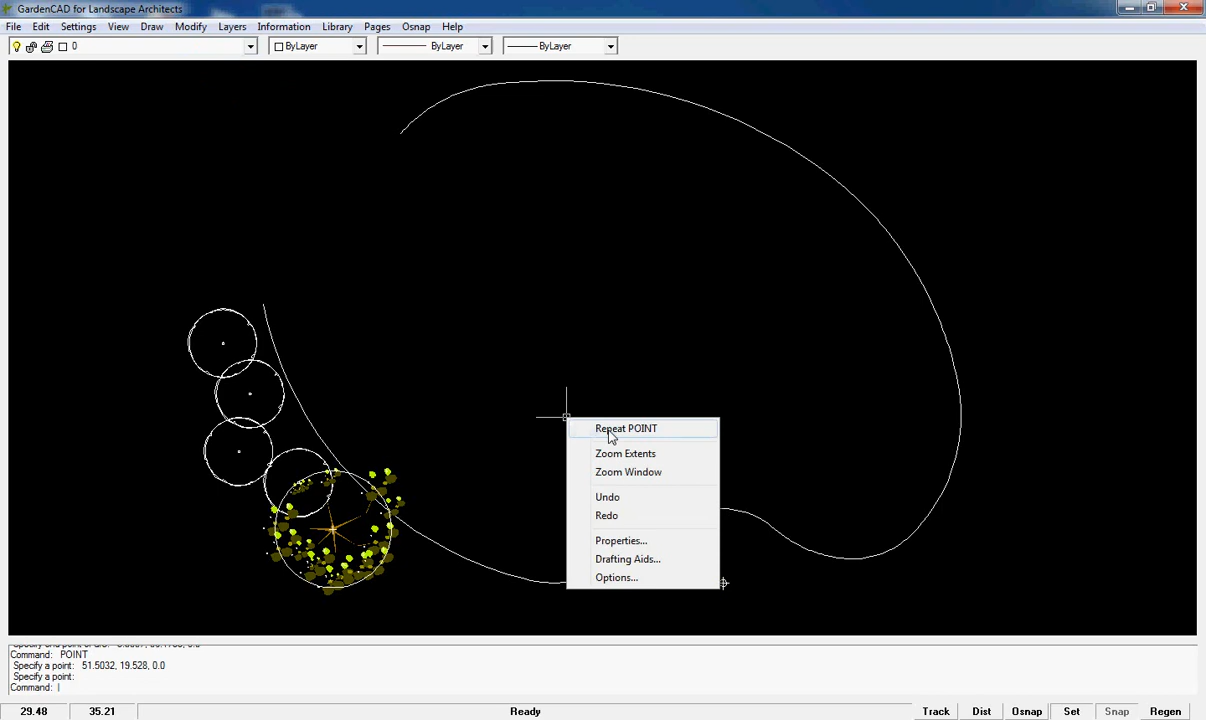 GardenCAD for Landscape Architects
File Edit Settings View Draw Modify Layers Information Library Pages Osnap Help
0 ByLayer ByLayer ByLayer
Repeat POINT
Zoom Extents
Zoom Window
Undo
Redo
Properties...
Drafting Aids...
Options...
Command: POINT
Specify a point: 51.5032, 19.528, 0.0
Specify a point:
Command:
29.48 35.21 Ready Track Dist Osnap Set Snap Regen